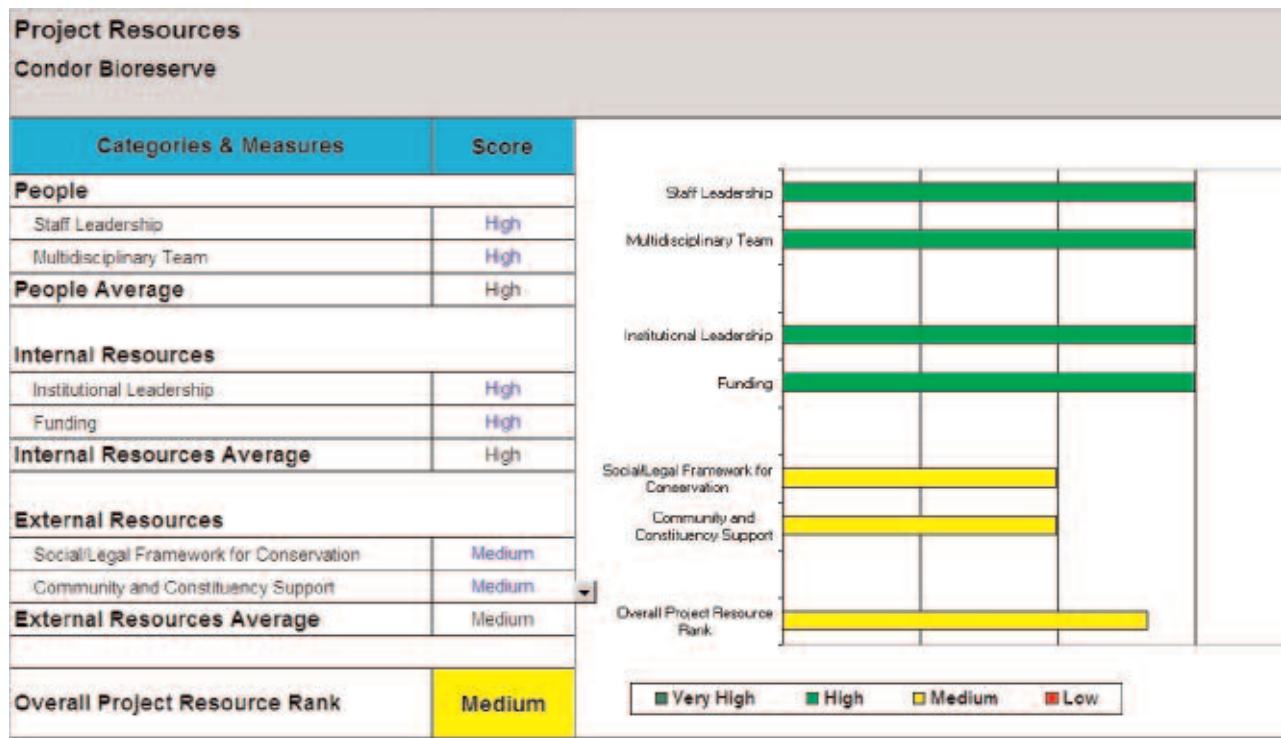 Project Resources
Condor Bioreserve
Categories & Measures Score
People
Staff Leadership High
Multidisciplinary Team High
People Average High
Internal Resources
Institutional Leadership High
Funding High
Internal Resources Average High
External Resources
Social/Legal Framework for Conservation Medium
Community and Constituency Support Medium
External Resources Average Medium
Overall Project Resource Rank Medium
Staff Leadership
Multidisciplinary Team
Institutional Leadership
Funding
Social/Legal Framework for
Conservation
Community and
Constituency Support
Overall Project Resource
Rank
Very High High Medium Low